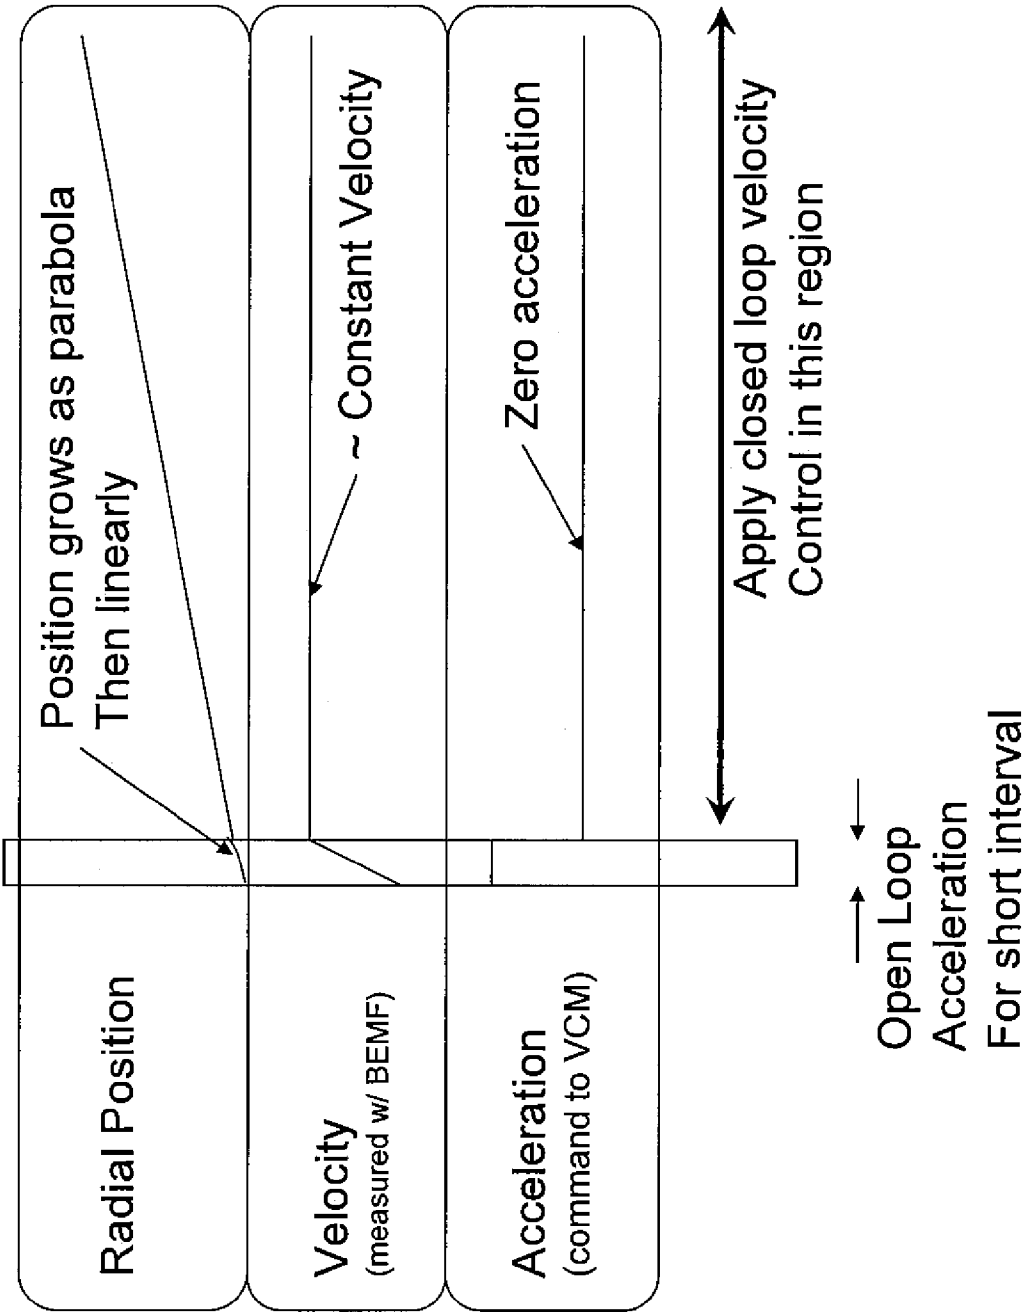 Position grows as parabola
Then linearly
Radial Position
~ Constant Velocity
Velocity
(measured w/ BEMF)
Zero acceleration
Acceleration
(command to VCM)
Apply closed loop velocity
Control in this region
Open Loop
Acceleration
For short interval